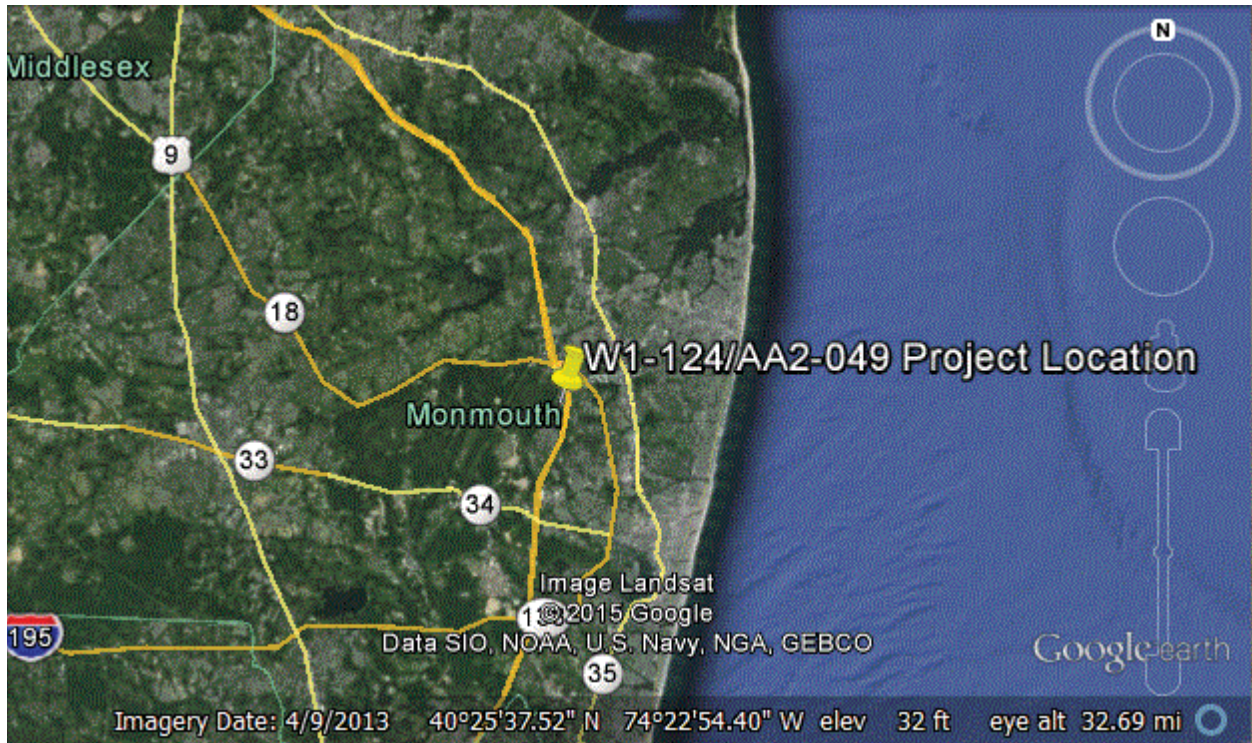 N
Middlesex
9
18
W1-124/AA2-049 Project Location
Monmouth
33
34
Image Landsat
©2015 Google
Data SIO, NOAA, U.S. Navy, NGA, GEBCO
195
35
Google earth
Imagery Date: 4/9/2013 40°25'37.52" N 74°22'54.40" W elev 32 ft eye alt 32.69 mi